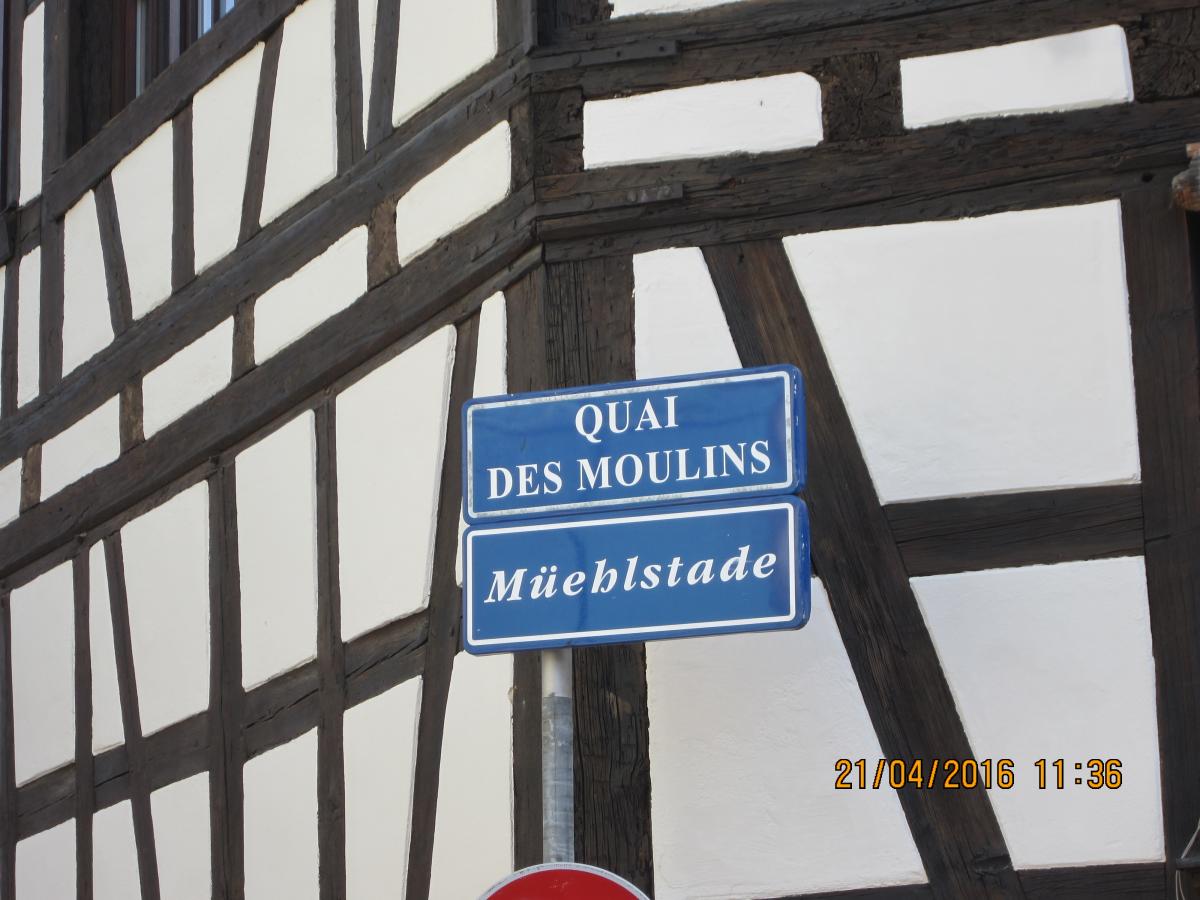 QUAI
DES MOULINS
Müehlstade
21/04/2016 11:36